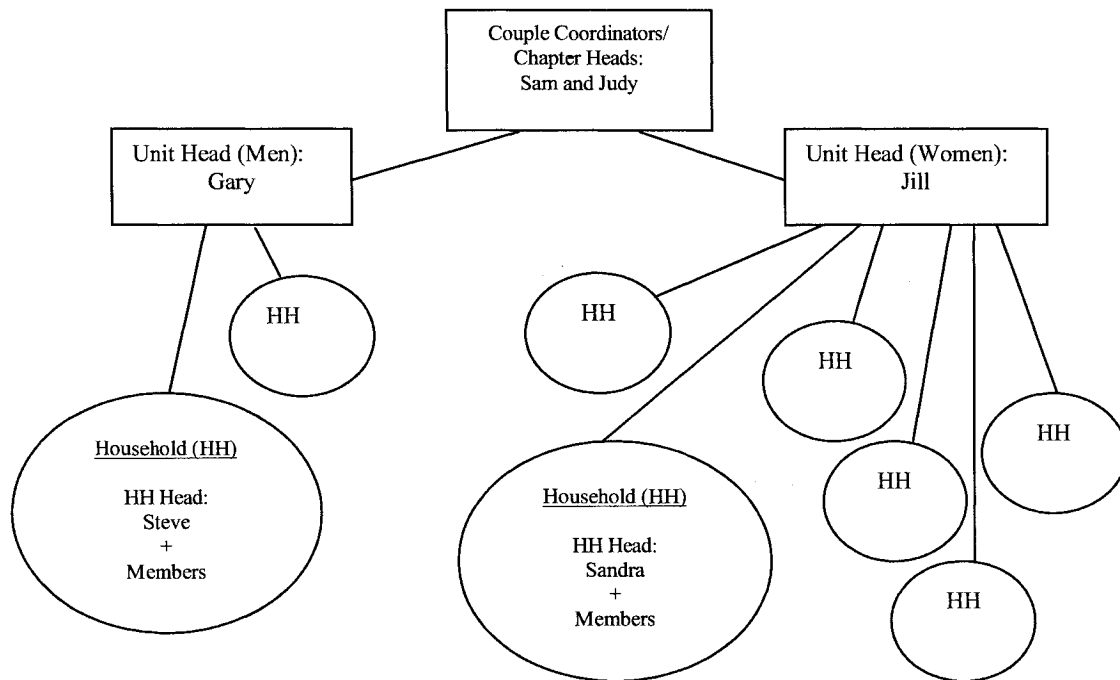 Couple Coordinators/
Chapter Heads:
Sam and Judy
Unit Head (Men):
Gary
Unit Head (Women):
Jill
HH
HH
HH
HH
HH
HH
Household (HH)
HH Head:
Steve
+
Members
Household (HH)
HH Head:
Sandra
+
Members